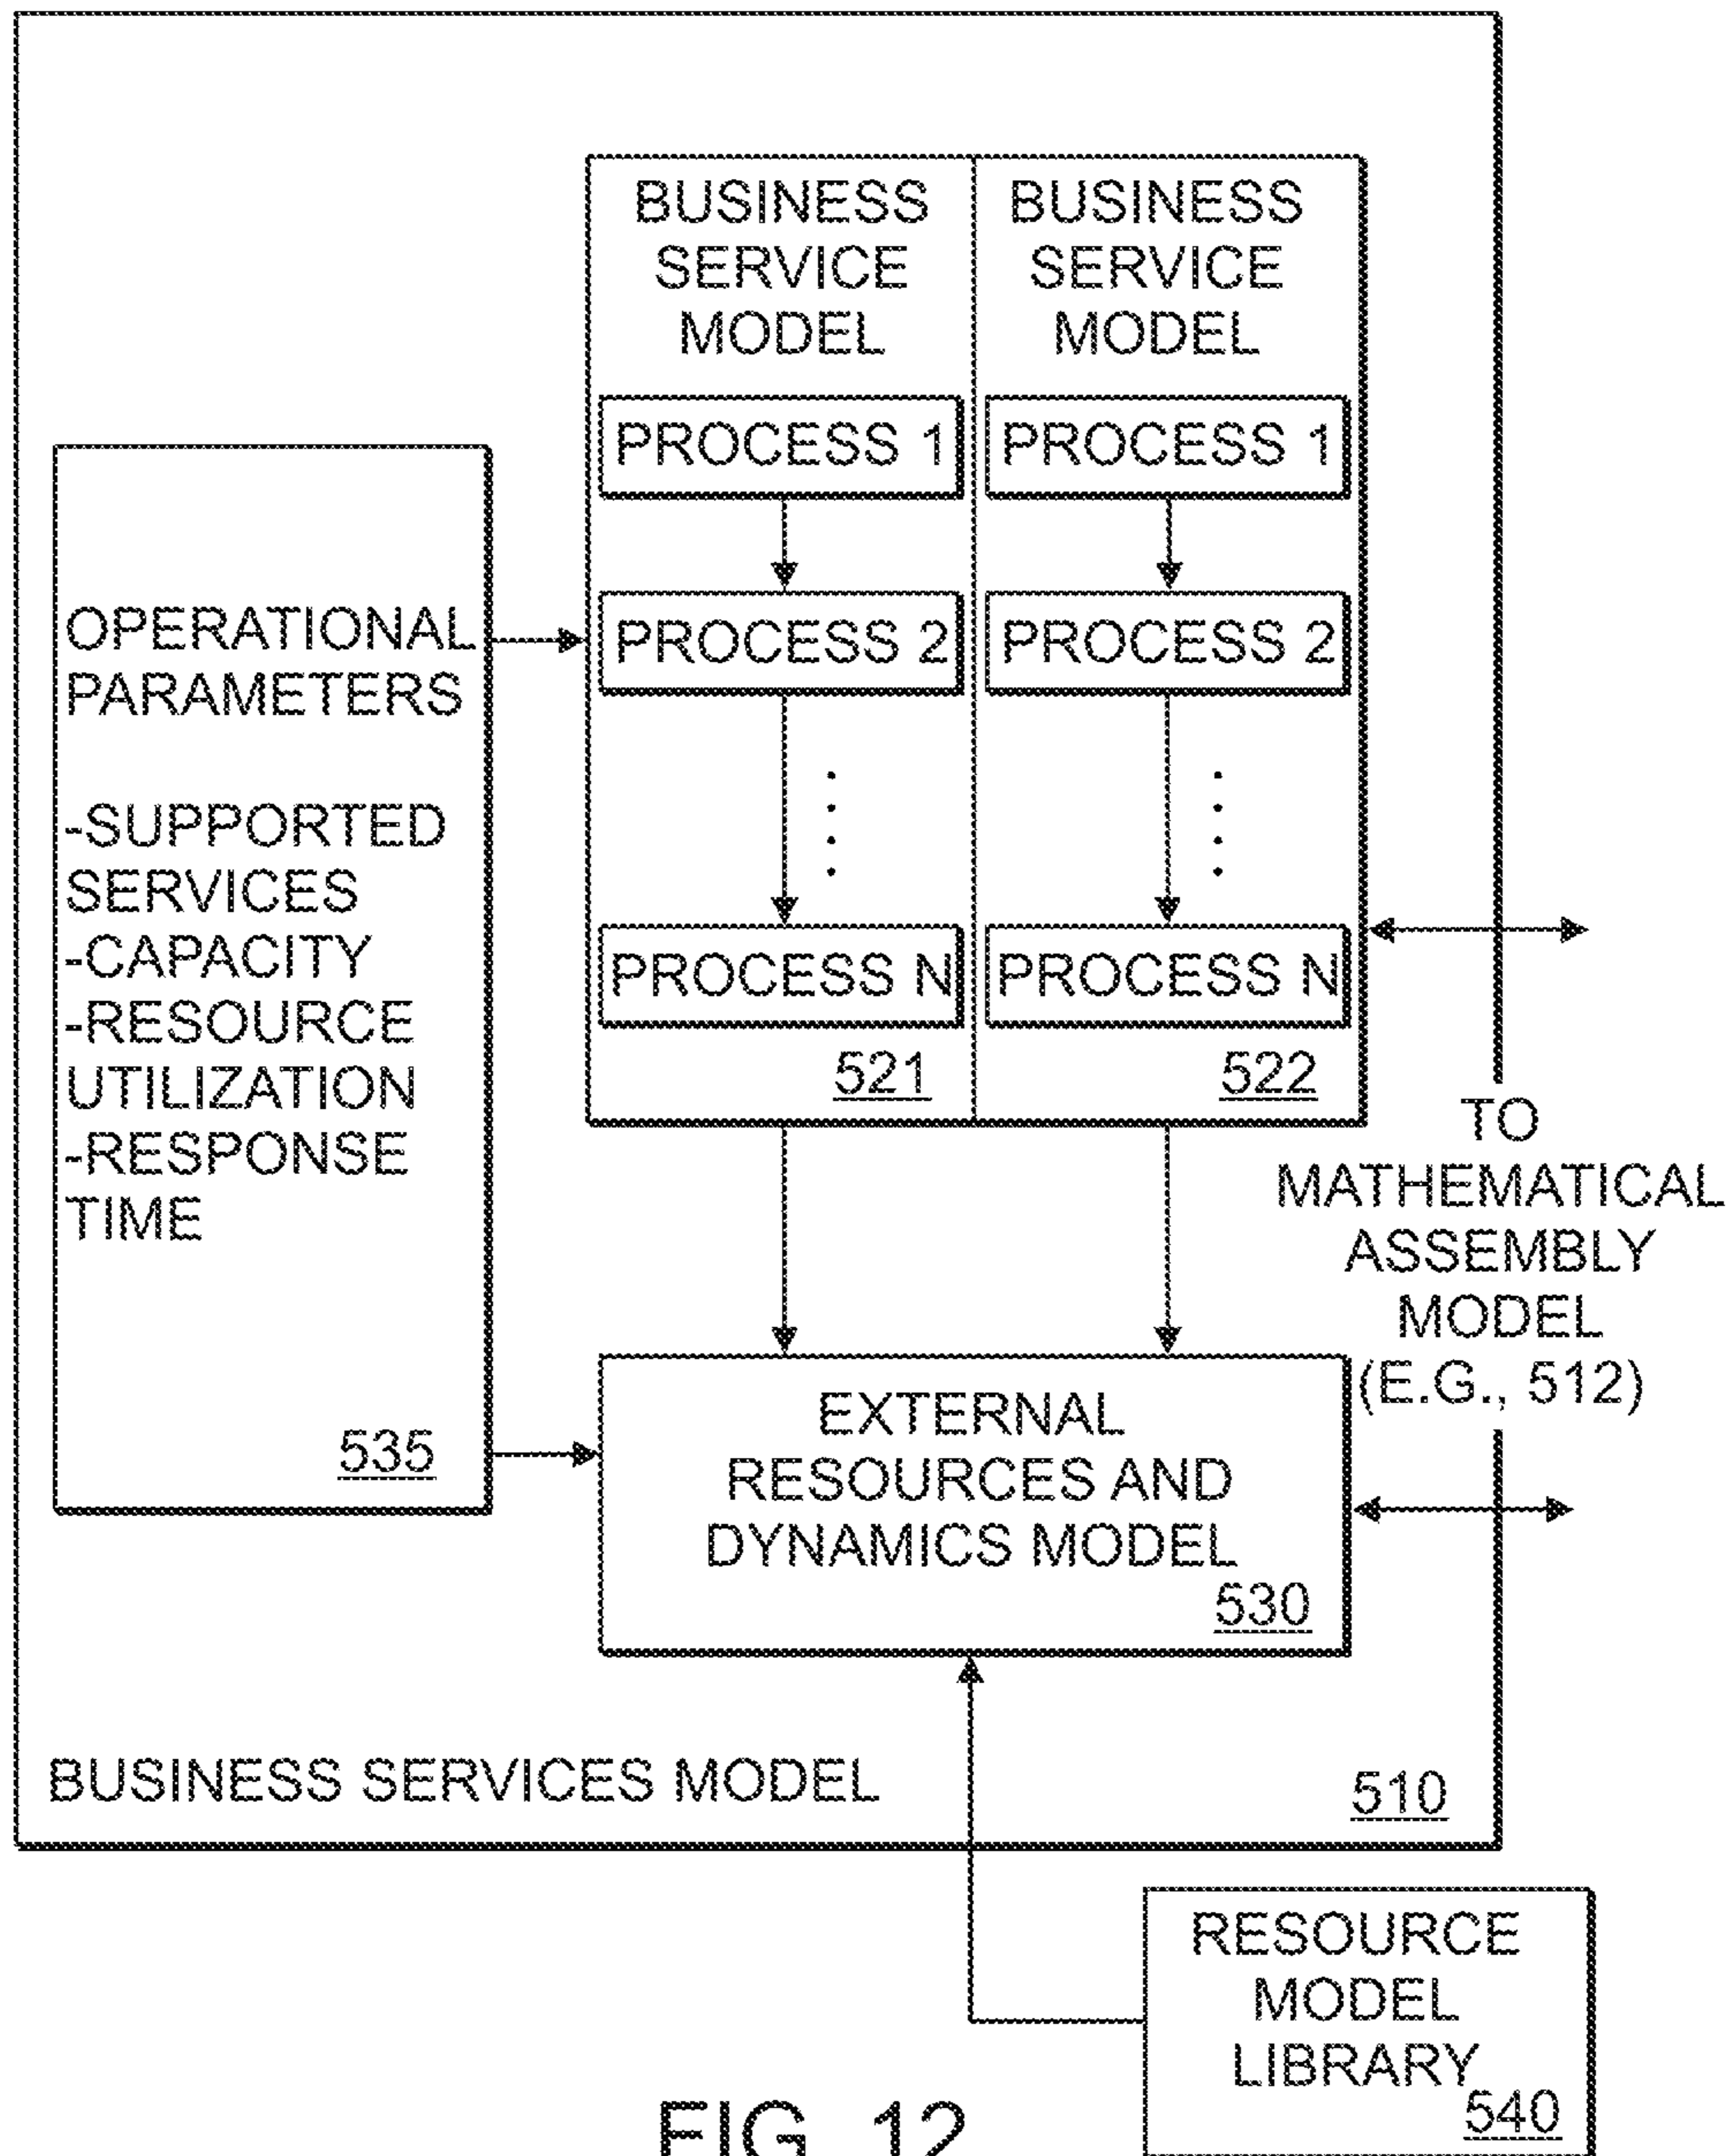 BUSINESS
SERVICE
MODEL
PROCESS 1
PROCESS 2
PROCESS N
521
BUSINESS
SERVICE
MODEL
PROCESS 1
PROCESS 2
PROCESS N
522
OPERATIONAL
PARAMETERS
-SUPPORTED
SERVICES
-CAPACITY
-RESOURCE
UTILIZATION
-RESPONSE
TIME
535
TO
MATHEMATICAL
ASSEMBLY
MODEL
(E.G., 512)
EXTERNAL
RESOURCES AND
DYNAMICS MODEL
530
BUSINESS SERVICES MODEL
510
RESOURCE
MODEL
LIBRARY
540
FIG. 12